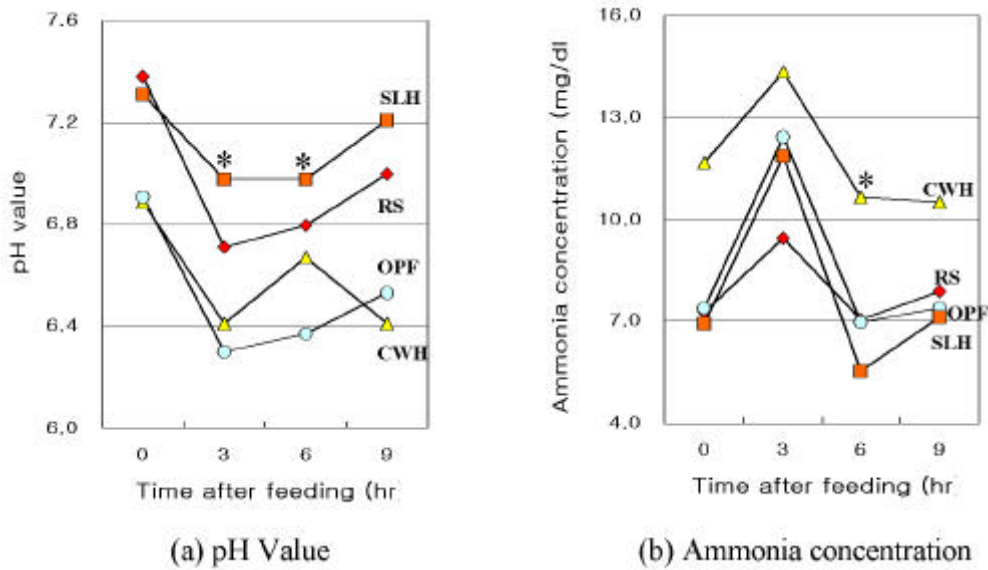 7.6
7.2
6.8
6.4
6,0
pH value
SLH
*
*
RS
OPF
CWH
0 3 6 9
Time after feeding (hr
(a) pH Value
16,0
13.0
10.0
7.0
4.0
Ammonia concentration (mg/dl
*
CWH
RS
OPF
SLH
0 3 6 9
Time after feeding (hr
(b) Ammonia concentration